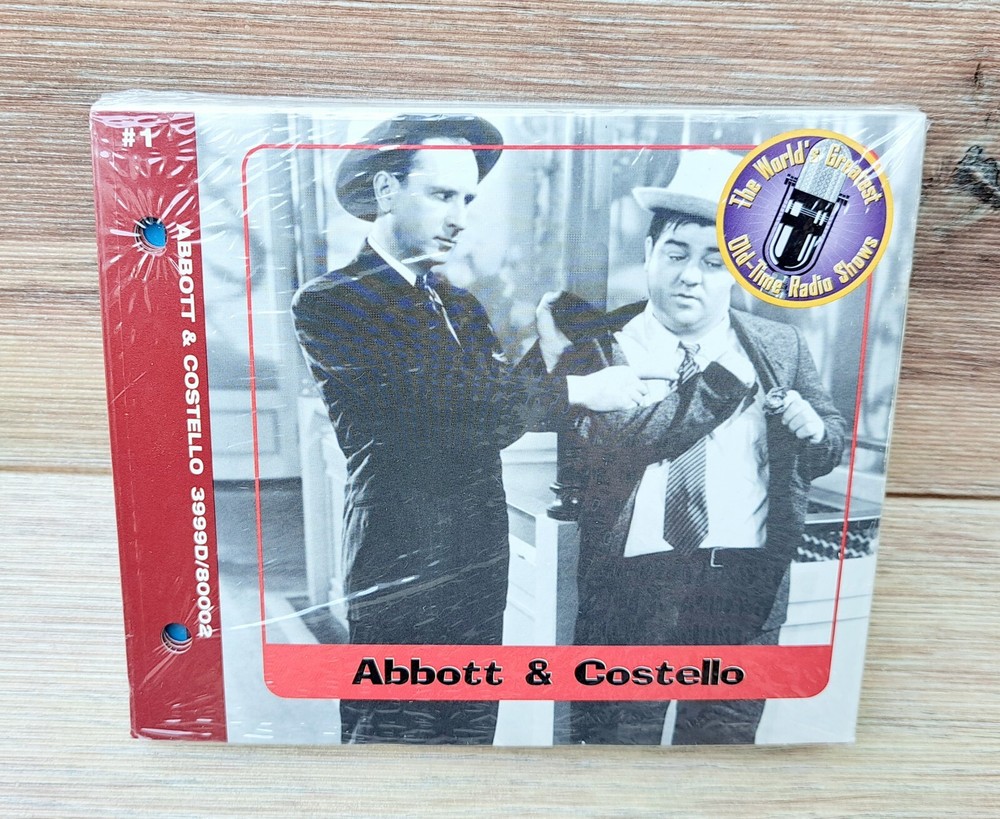 #1
ABBOTT & COSTELLO 3999D/80002
The World's Greatest
Old-Time Radio Shows
Abbott & Costello